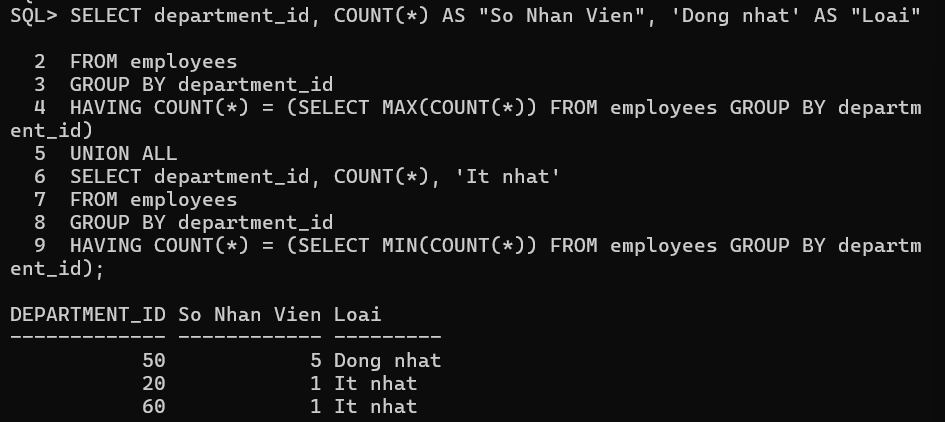 SQL> SELECT department_id, COUNT(*) AS "So Nhan Vien", 'Dong nhat' AS "Loai"
2 FROM employees
3 GROUP BY department_id
4 HAVING COUNT(*) = (SELECT MAX(COUNT(*)) FROM employees GROUP BY departm
ent_id)
5 UNION ALL
6 SELECT department_id, COUNT(*), 'It nhat'
7 FROM employees
8 GROUP BY department_id
9 HAVING COUNT(*) = (SELECT MIN(COUNT(*)) FROM employees GROUP BY departm
ent_id);
DEPARTMENT_ID So Nhan Vien Loai
------------- ------------ ---------
50 5 Dong nhat
20 1 It nhat
60 1 It nhat